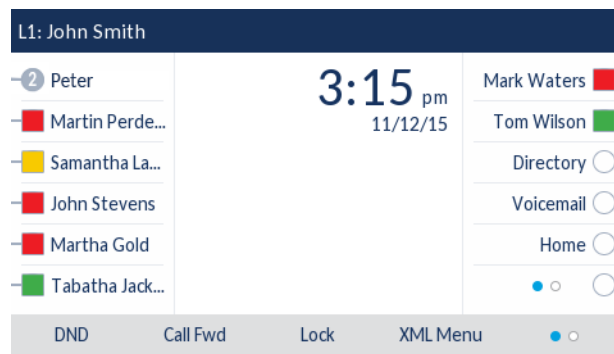 L1: John Smith
2 Peter
Martin Perde...
Samantha La...
John Stevens
Martha Gold
Tabatha Jack...
3:15 pm
11/12/15
Mark Waters
Tom Wilson
Directory
Voicemail
Home
DND Call Fwd Lock XML Menu